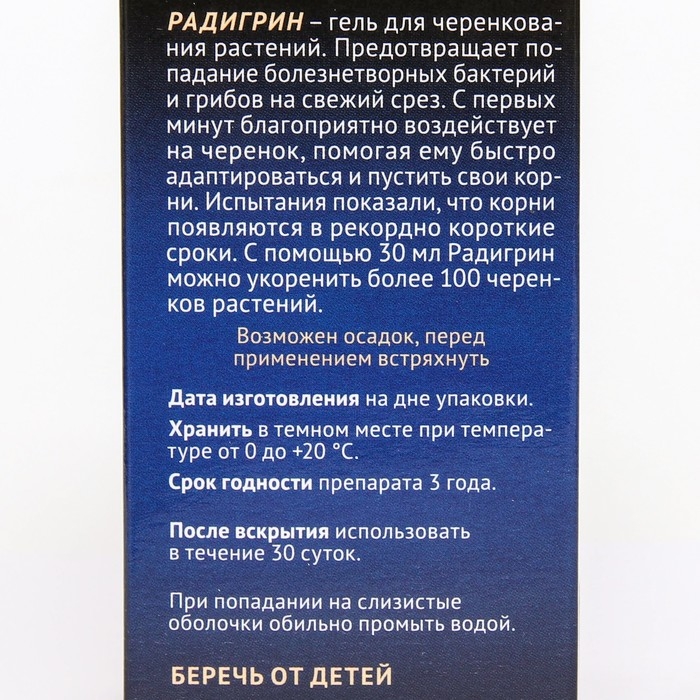 РАДИГРИН – гель для черенкова-
ния растений. Предотвращает по-
падание болезнетворных бактерий
и грибов на свежий срез. С первых
минут благоприятно воздействует
на черенок, помогая ему быстро
адаптироваться и пустить свои кор-
ни. Испытания показали, что корни
появляются в рекордно короткие
сроки. С помощью 30 мл Радигрин
можно укоренить более 100 черен-
ков растений.
Возможен осадок, перед
применением встряхнуть
Дата изготовления на дне упаковки.
Хранить в темном месте при темпера-
туре от 0 до +20 °С.
Срок годности препарата 3 года.
После вскрытия использовать
в течение 30 суток.
При попадании на слизистые
оболочки обильно промыть водой.
БЕРЕЧЬ ОТ ДЕТЕЙ